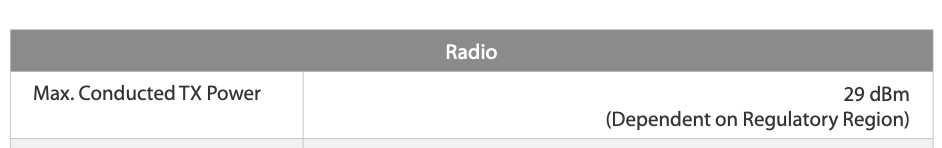 Radio
Max. Conducted TX Power
29 dBm
(Dependent on Regulatory Region)